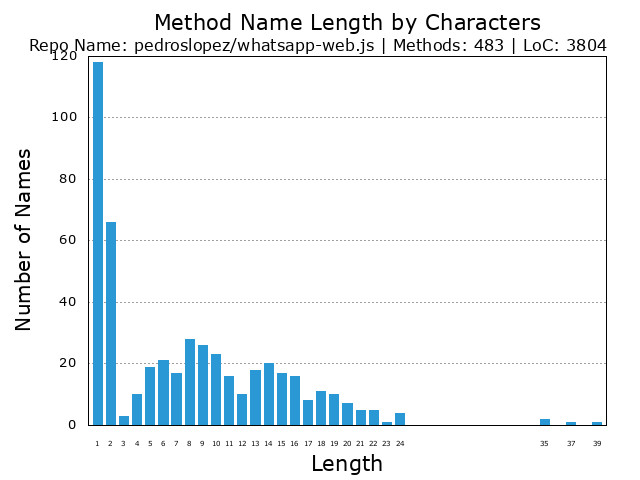 Method Name Length by Characters
Repo Name: pedroslopez/whatsapp-web.js | Methods: 483 | LoC: 3804
120
100
80
60
40
20
0
Number of Names
1 2 3 4 5 6 7 8 9 10 11 12 13 14 15 16 17 18 19 20 21 22 23 24 35 37 39
Length